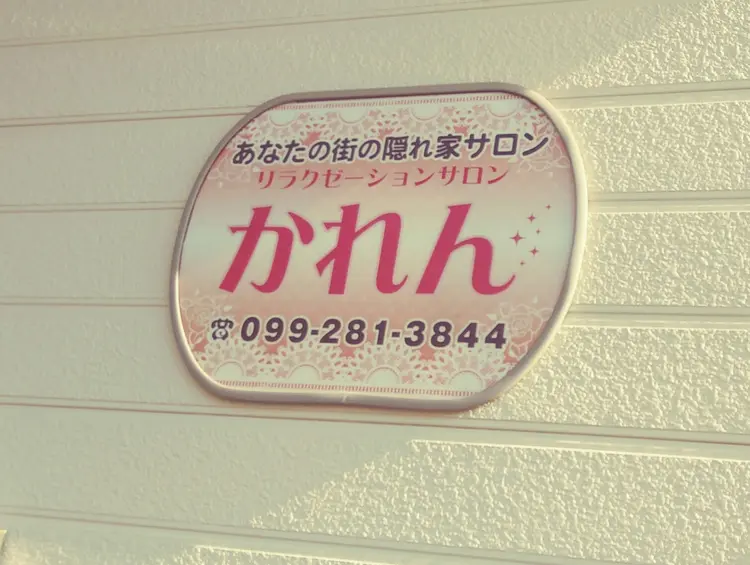 あなたの街の隠れ家サロン
リラクゼーションサロン
かれん
☎099-281-3844